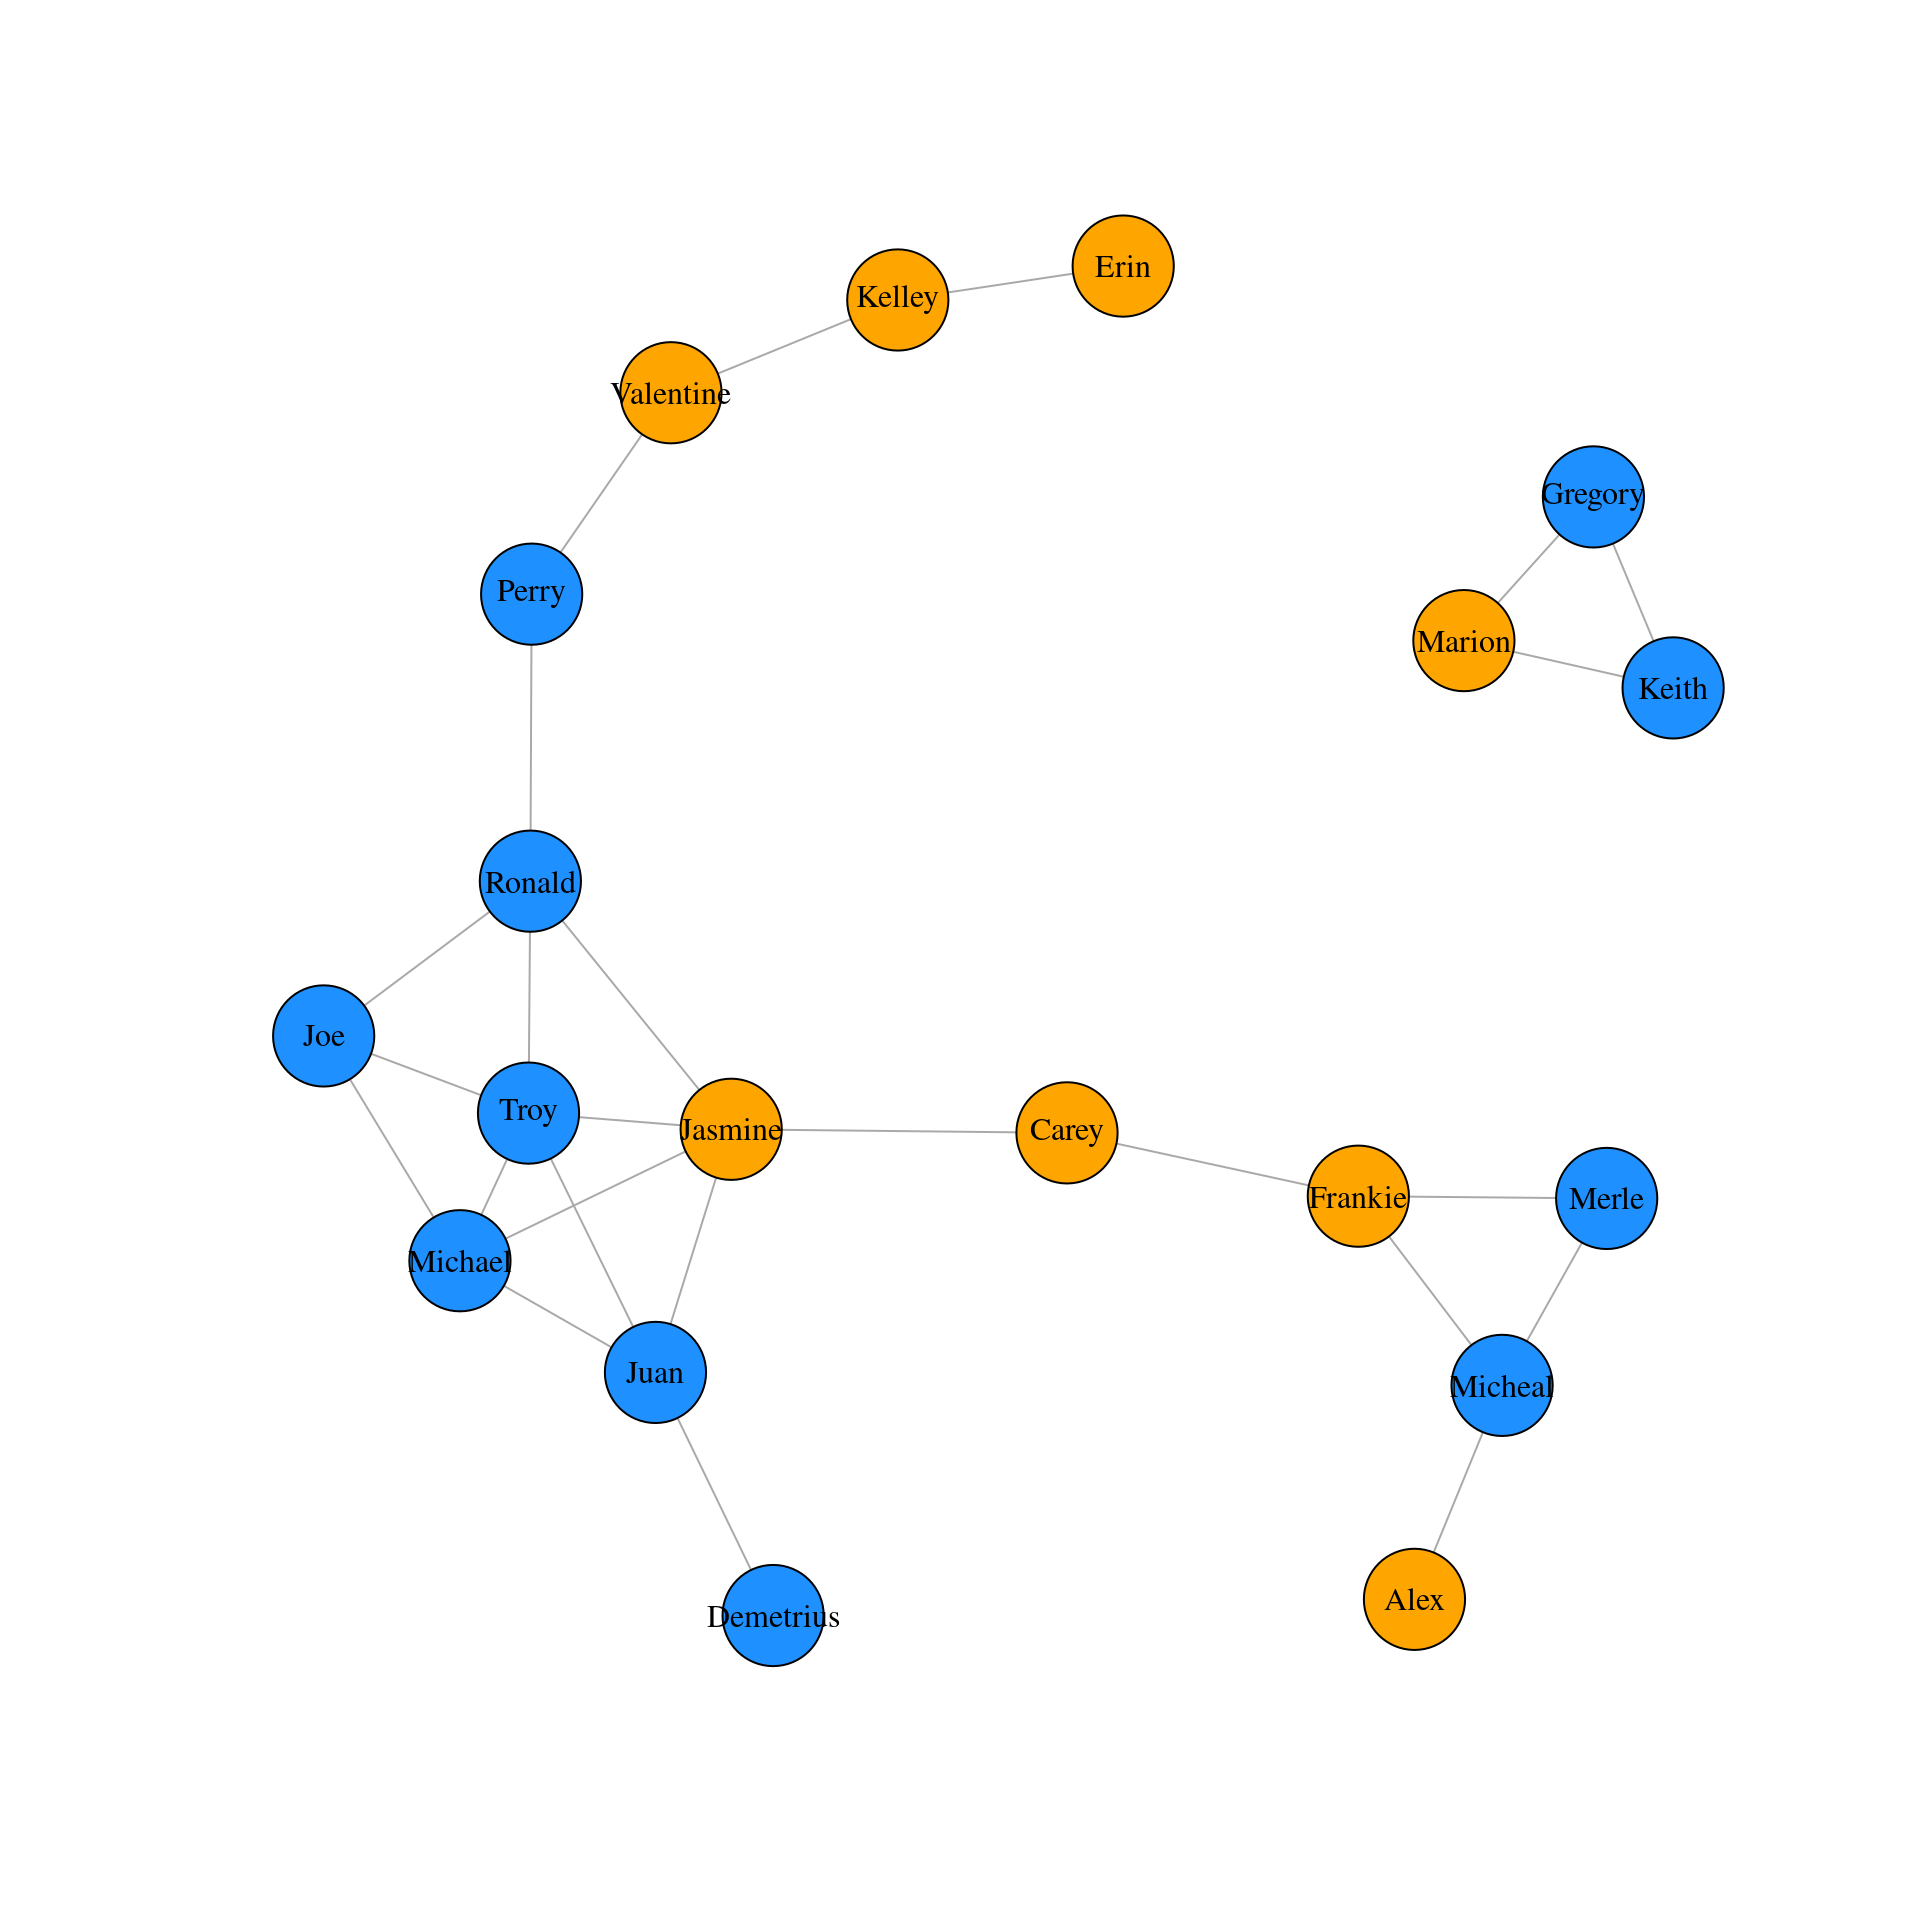 Erin
Kelley
Valentine
Gregory
Perry
Marion
Keith
Ronald
Joe
Troy
Jasmine
Carey
Frankie
Merle
Michael
Juan
Micheal
Alex
Demetrius